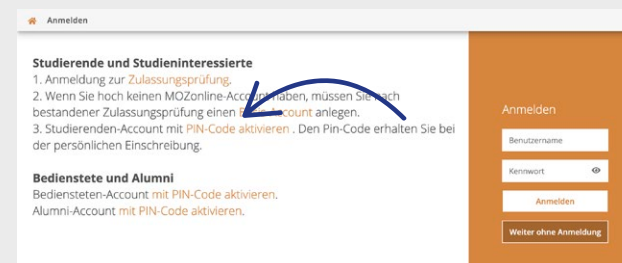 Anmelden
Studierende und Studieninteressierte
1. Anmeldung zur Zulassungsprüfung.
2. Wenn Sie hoch keinen MOZonline-Account haben, müssen Sie nach
bestandener Zulassungsprüfung einen Account anlegen.
3. Studierenden-Account mit PIN-Code aktivieren . Den Pin-Code erhalten Sie bei
der persönlichen Einschreibung.
Bedienstete und Alumni
Bediensteten-Account mit PIN-Code aktivieren.
Alumni-Account mit PIN-Code aktivieren.
Anmelden
Benutzername
Kennwort
Anmelden
Weiter ohne Anmeldung